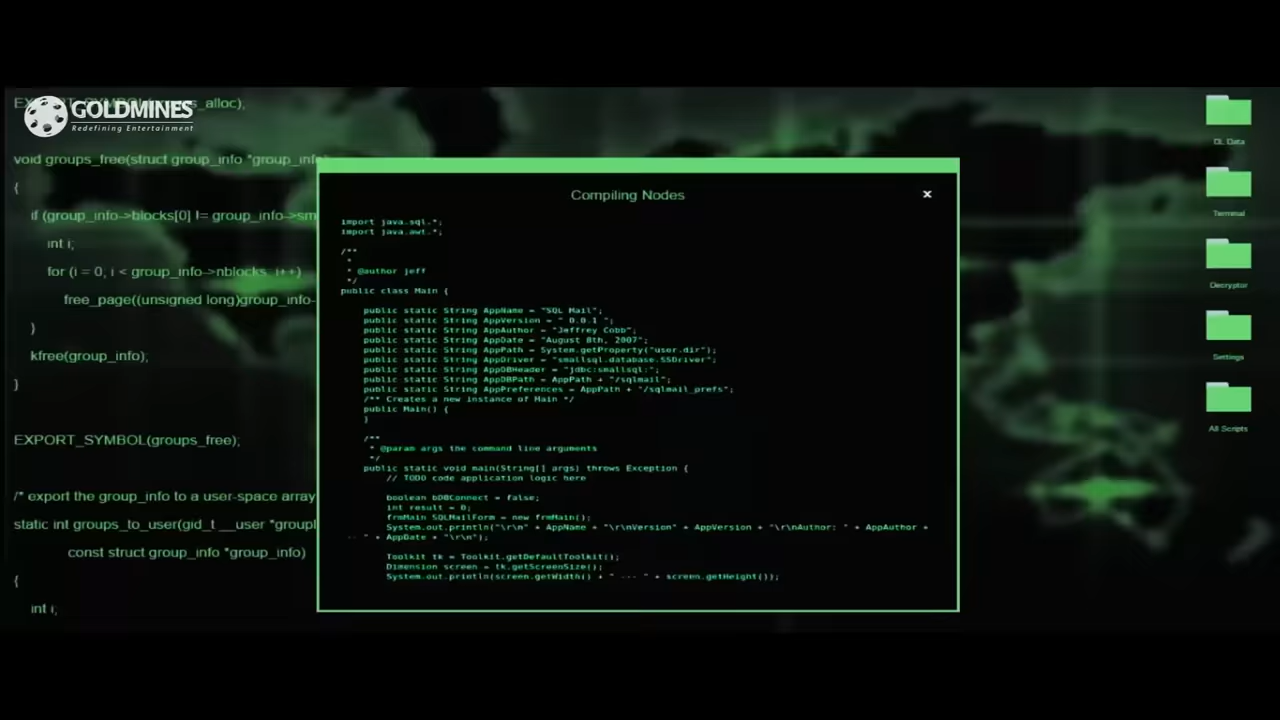 GOLDMINES
Redefining Entertainment
void groups_free(struct group_info *group_info)
{
if (group_info->blocks[0] != group_info->sm
int i;
for (i = 0; i < group_info->nblocks; i++)
free_page((unsigned long)group_info-
}
kfree(group_info);
}
EXPORT_SYMBOL(groups_free);
/* export the group_info to a user-space array
static int groups_to_user(gid_t __user *groupl
const struct group_info *group_info)
{
int i;
Compiling Nodes
import java.sql.*;
import java.awt.*;
/**
*
* @author jeff
*/
public class Main {
public static String AppName = "SQL Mail";
public static String AppVersion = " 0.0.1 ";
public static String AppAuthor = "Jeffrey Cobb";
public static String AppDate = "August 8th, 2007";
public static String AppPath = System.getProperty("user.dir");
public static String AppDriver = "smallsql.database.SSDriver";
public static String AppDBHeader = "jdbc:smallsql:";
public static String AppDBPath = AppPath + "/sqlmail";
public static String AppPreferences = AppPath + "/sqlmail_prefs";
/** Creates a new instance of Main */
public Main() {
}
/**
* @param args the command line arguments
*/
public static void main(String[] args) throws Exception {
// TODO code application logic here
boolean bDBConnect = false;
int result = 0;
frmMain SQLMailForm = new frmMain();
System.out.println("\r\n" + AppName + "\r\nVersion" + AppVersion + "\r\nAuthor: " + AppAuthor +
-- " + AppDate + "\r\n");
Toolkit tk = Toolkit.getDefaultToolkit();
Dimension screen = tk.getScreenSize();
System.out.println(screen.getWidth() + " --- " + screen.getHeight());
DL Data
Terminal
Decryptor
Settings
All Scripts